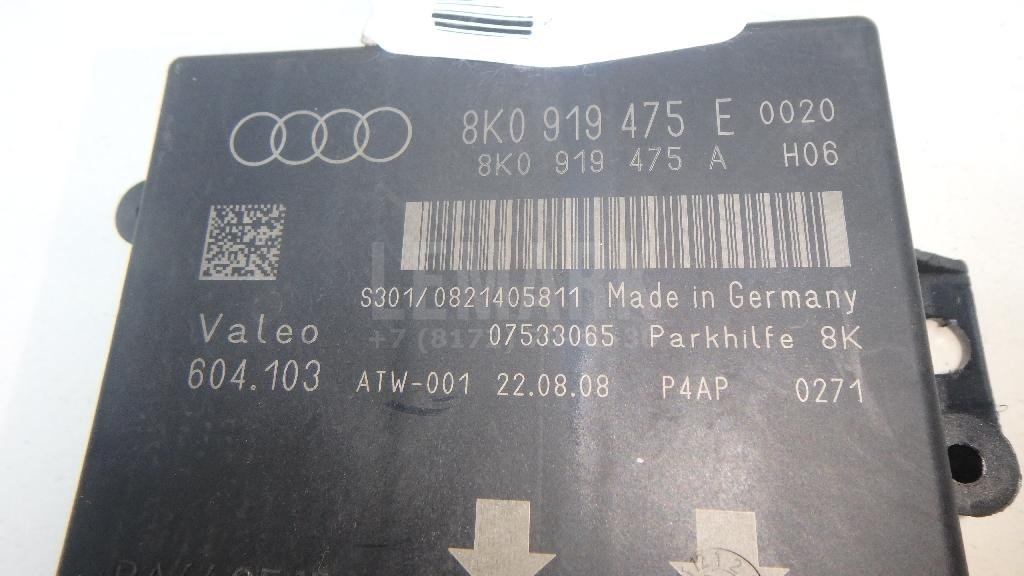 8K0 919 475 E 0020
8K0 919 475 A H06
S301/0821405811 Made in Germany
Valeo 07533065 Parkhilfe 8K
604.103 ATW-001 22.08.08 P4AP 0271